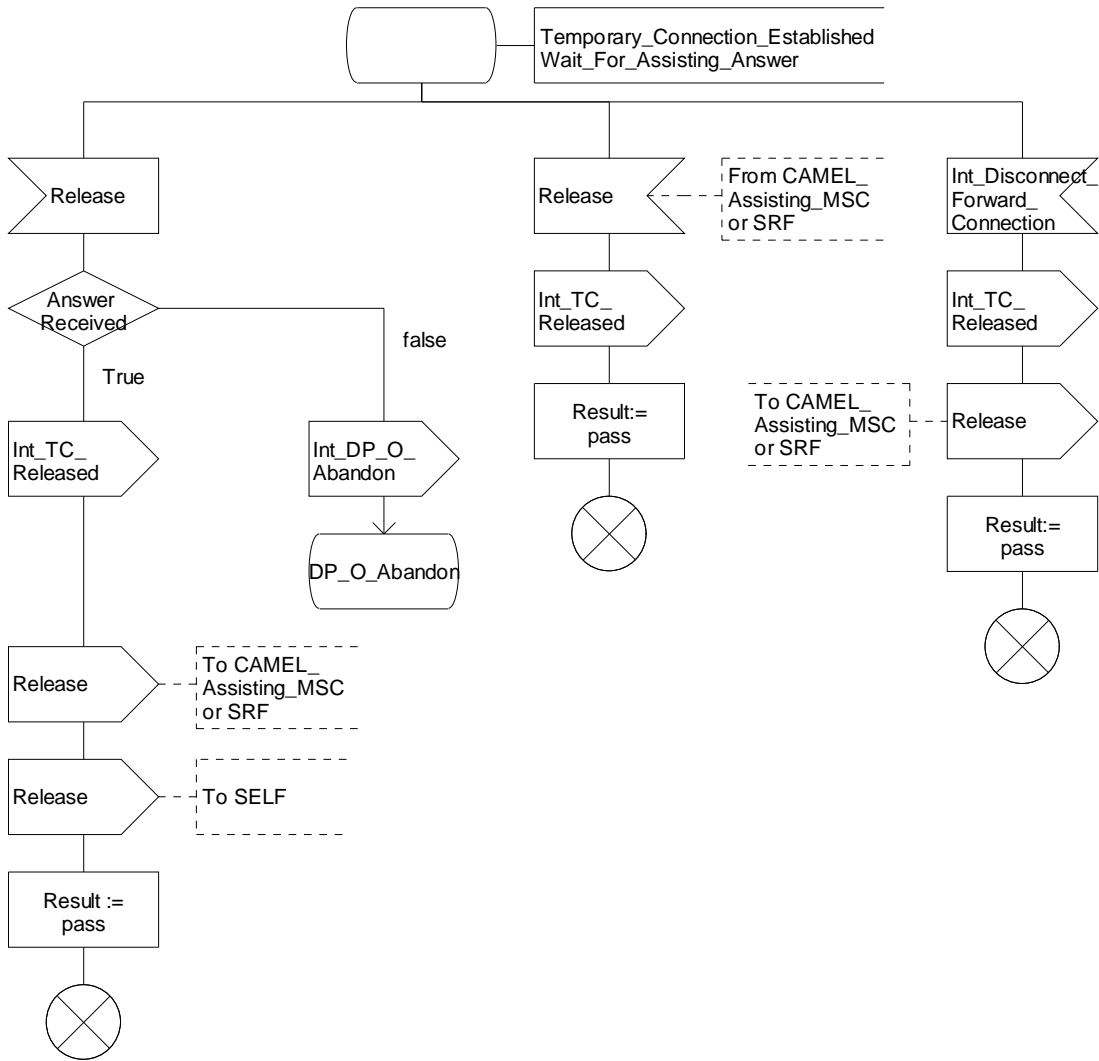 Temporary_Connection_Established
Wait_For_Assisting_Answer
Release
Release
From CAMEL_
Assisting_MSC
or SRF
Int_Disconnect_
Forward_
Connection
Answer
Received
false
True
Int_TC_
Released
Int_TC_
Released
Result:=
pass
To CAMEL_
Assisting_MSC
or SRF
Release
Int_TC_
Released
Int_DP_O_
Abandon
Result:=
pass
DP_O_Abandon
Release
To CAMEL_
Assisting_MSC
or SRF
Release
To SELF
Result :=
pass